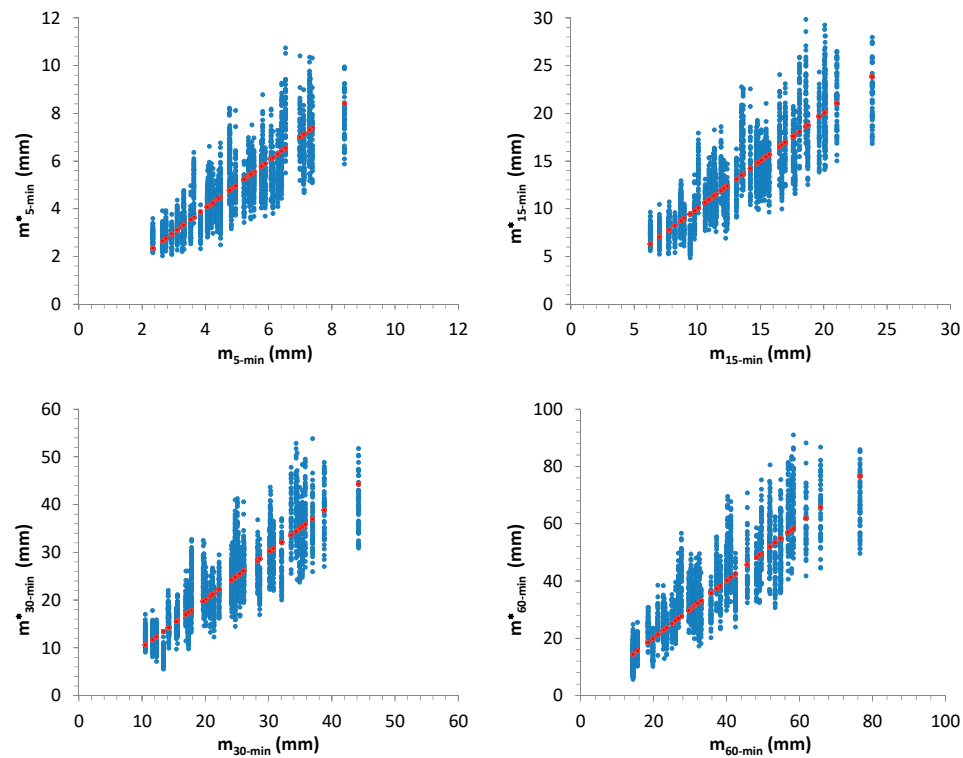 12
10
8
6
4
2
0
m*5-min (mm)
0 2 4 6 8 10 12
m5-min (mm)
30
25
20
15
10
5
0
m*15-min (mm)
0 5 10 15 20 25 30
m15-min (mm)
60
50
40
30
20
10
0
m*30-min (mm)
0 10 20 30 40 50 60
m30-min (mm)
100
80
60
40
20
0
m*60-min (mm)
0 20 40 60 80 100
m60-min (mm)